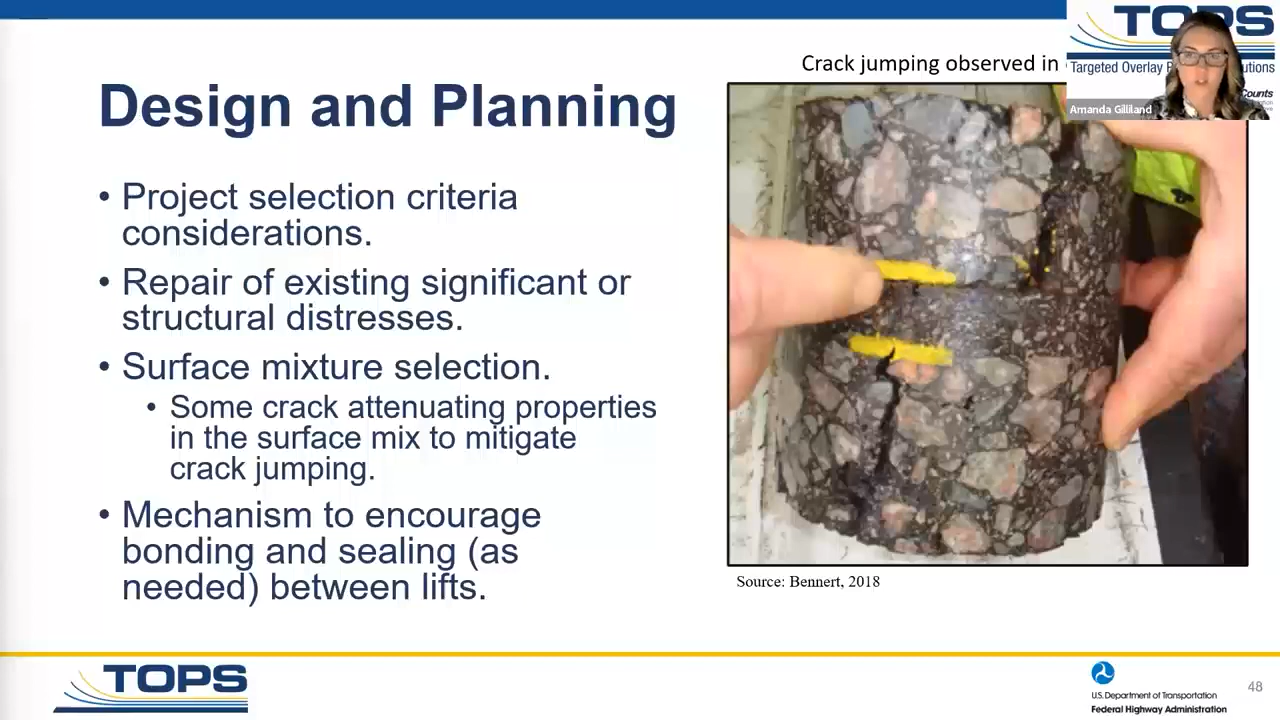 Crack jumping observed in
TOPS
Targeted Overlay P
utions
Counts
Amanda Gilliland
Design and Planning
• Project selection criteria
considerations.
• Repair of existing significant or
structural distresses.
• Surface mixture selection.
• Some crack attenuating properties
in the surface mix to mitigate
crack jumping.
• Mechanism to encourage
bonding and sealing (as
needed) between lifts.
Source: Bennert, 2018
TOPS
U.S. Department of Transportation
Federal Highway Administration
48